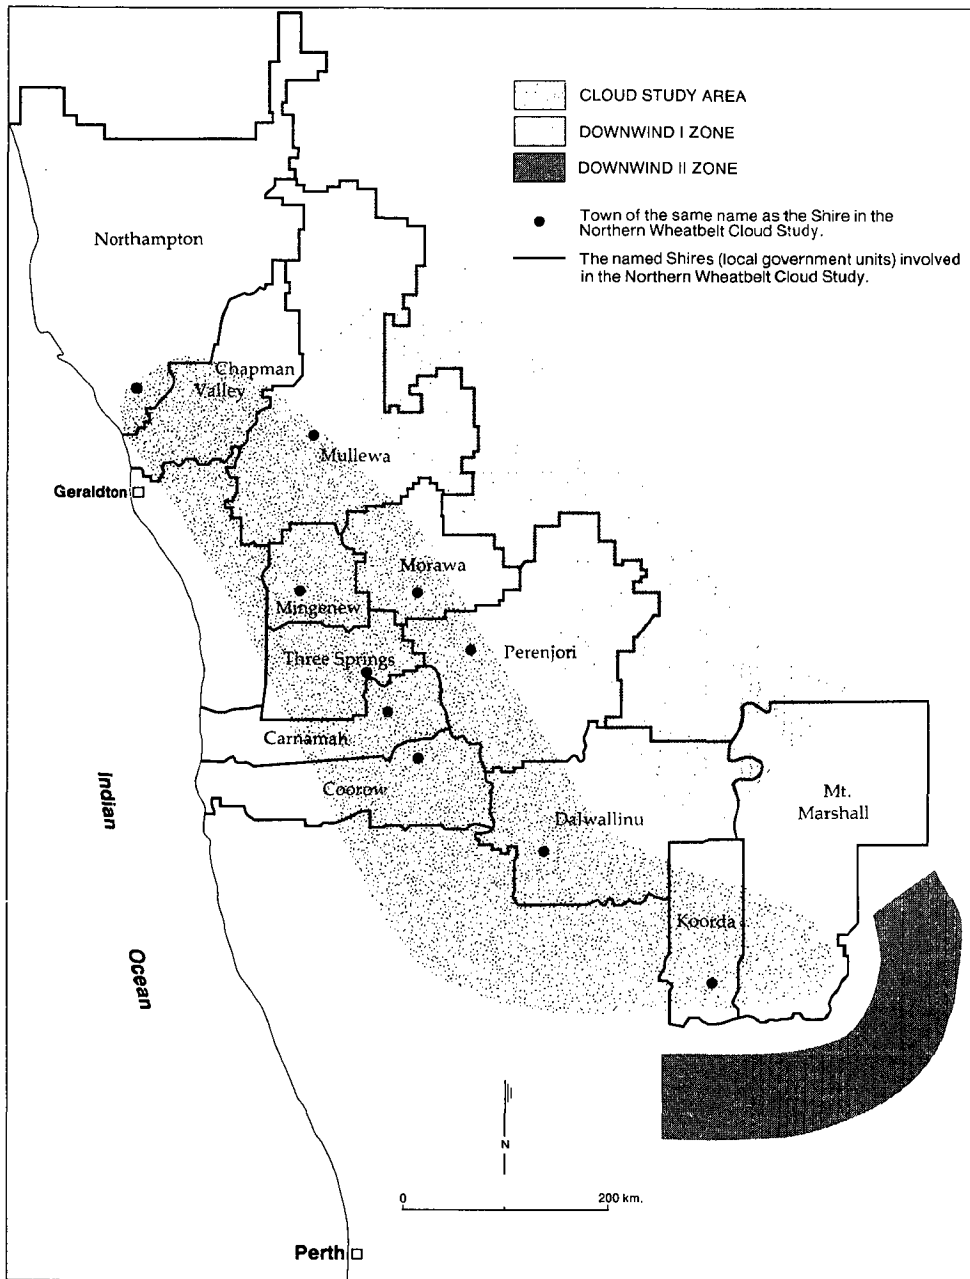 CLOUD STUDY AREA
DOWNWIND I ZONE
DOWNWIND II ZONE
Town of the same name as the Shire in the
Northern Wheatbelt Cloud Study.
The named Shires (local government units) involved
in the Northern Wheatbelt Cloud Study.
Northampton
Chapman
Valley
Mullewa
Geraldton
Morawa
Mingenew
Three Springs
Perenjori
Carnamah
Coorow
Dalwallinu
Mt.
Marshall
Koorda
Indian
Ocean
N
0 200 km.
Perth